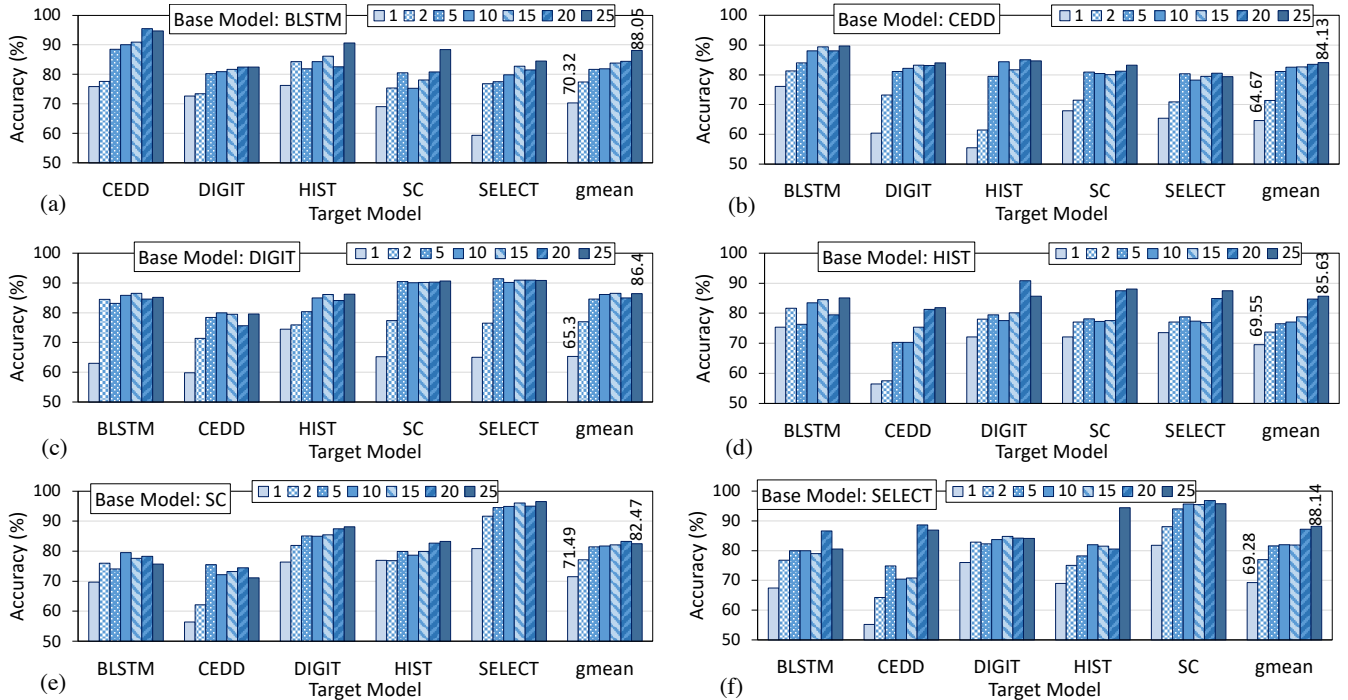 Base Model: BLSTM
1 2 5 10 15 20 25
Accuracy (%)
100
90
80
70
60
50
70.32
88.05
CEDD DIGIT HIST SC SELECT gmean
Target Model
(a)
Base Model: CEDD
1 2 5 10 15 20 25
Accuracy (%)
100
90
80
70
60
50
64.67
84.13
BLSTM DIGIT HIST SC SELECT gmean
Target Model
(b)
Base Model: DIGIT
1 2 5 10 15 20 25
Accuracy (%)
100
90
80
70
60
50
65.3
86.4
BLSTM CEDD HIST SC SELECT gmean
Target Model
(c)
Base Model: HIST
1 2 5 10 15 20 25
Accuracy (%)
100
90
80
70
60
50
69.55
85.63
BLSTM CEDD DIGIT SC SELECT gmean
Target Model
(d)
Base Model: SC
1 2 5 10 15 20 25
Accuracy (%)
100
90
80
70
60
50
71.49
82.47
BLSTM CEDD DIGIT HIST SELECT gmean
Target Model
(e)
Base Model: SELECT
1 2 5 10 15 20 25
Accuracy (%)
100
90
80
70
60
50
69.28
88.14
BLSTM CEDD DIGIT HIST SC gmean
Target Model
(f)